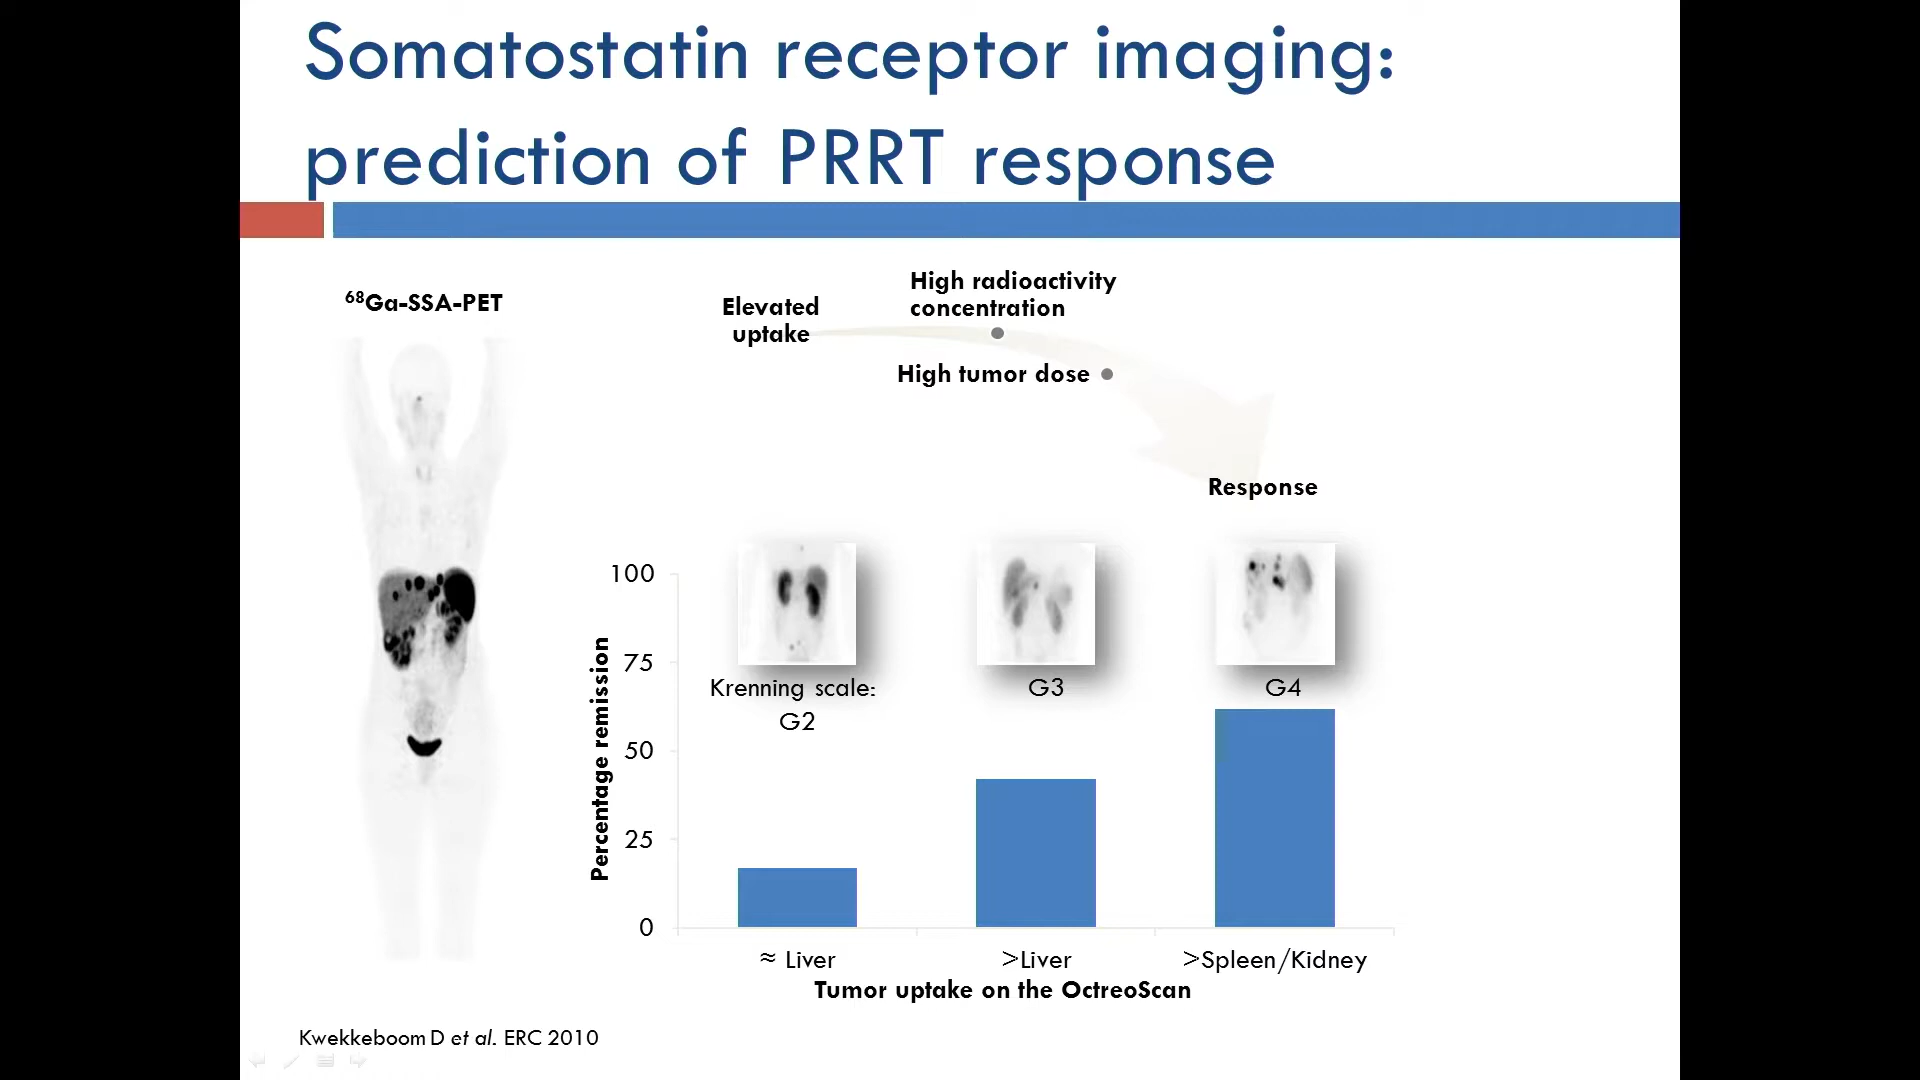 Somatostatin receptor imaging:
prediction of PRRT response
⁶⁸Ga-SSA-PET
Elevated
uptake
High radioactivity
concentration
High tumor dose
Response
Percentage remission
100
75
50
25
0
Krenning scale:
G2
G3
G4
≈ Liver
>Liver
>Spleen/Kidney
Tumor uptake on the OctreoScan
Kwekkeboom D et al. ERC 2010